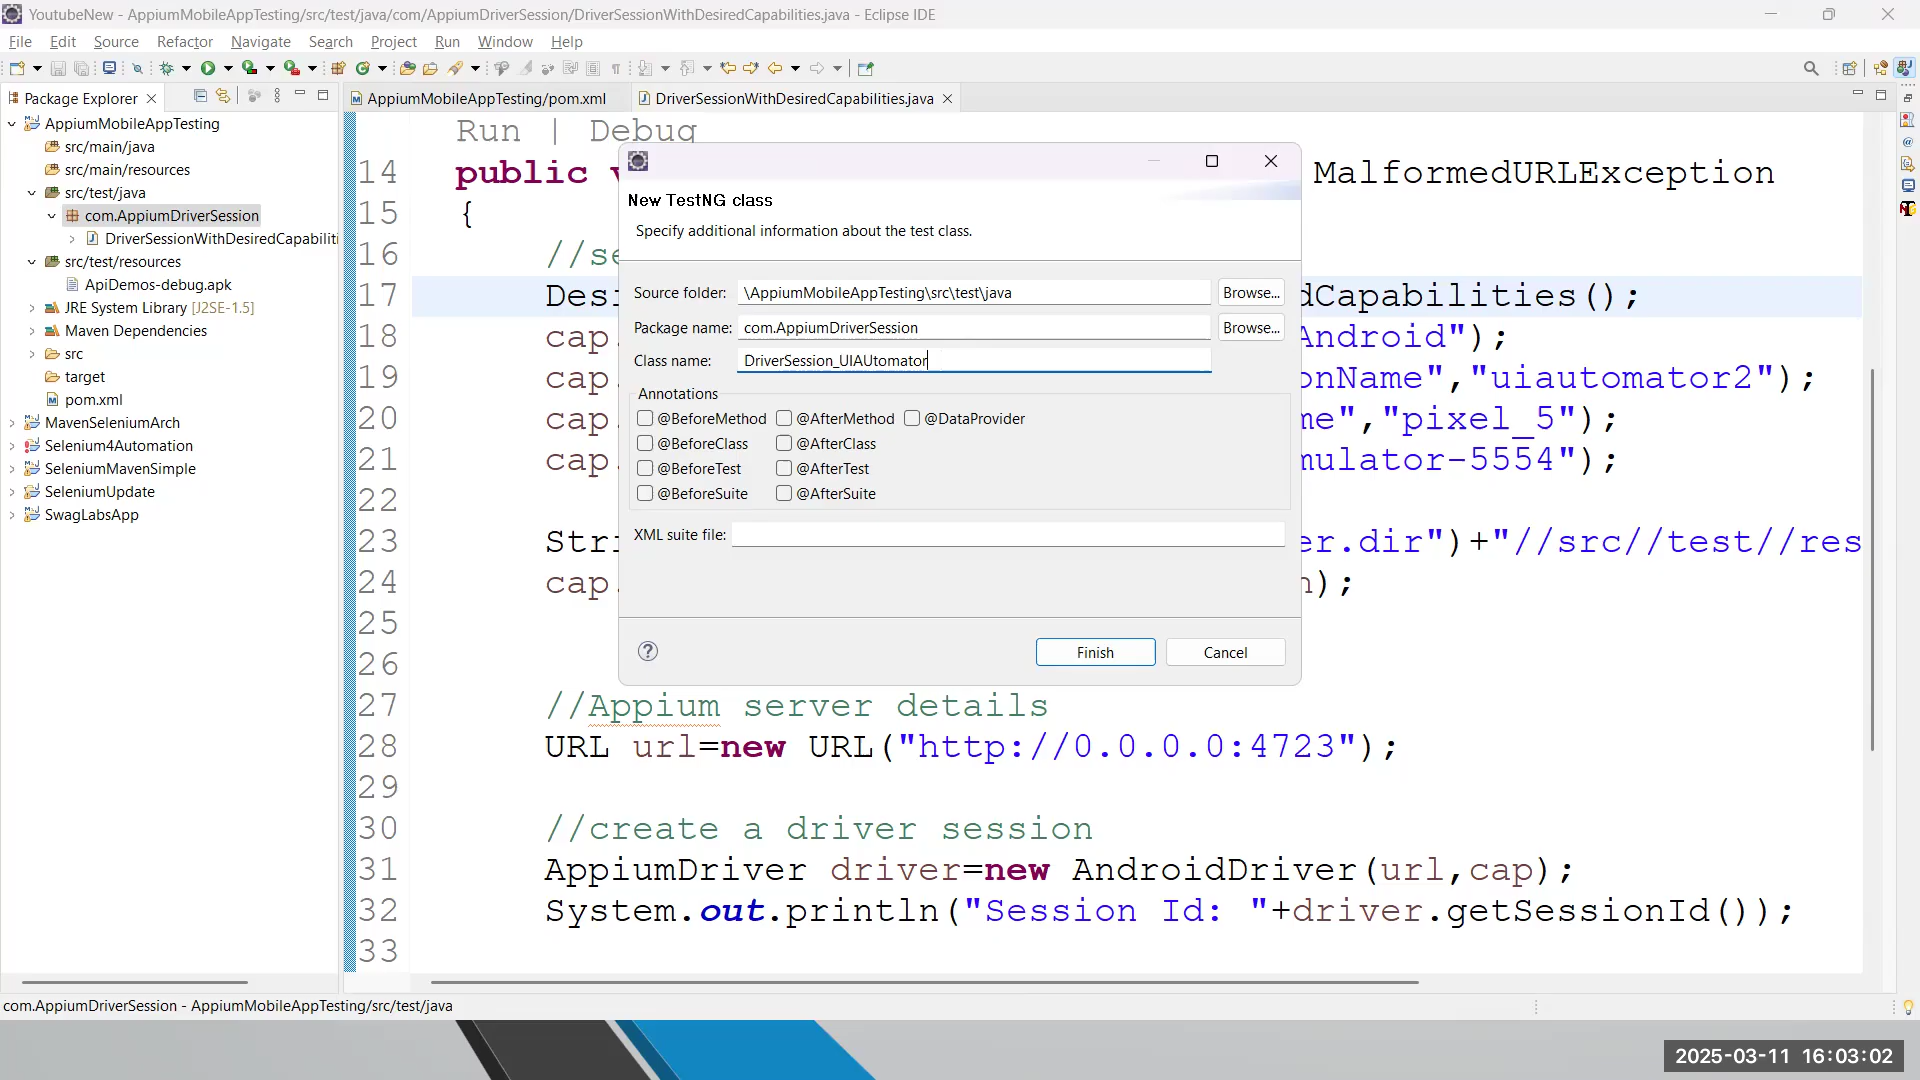 YoutubeNew - AppiumMobileAppTesting/src/test/java/com/AppiumDriverSession/DriverSessionWithDesiredCapabilities.java - Eclipse IDE
File Edit Source Refactor Navigate Search Project Run Window Help
Package Explorer
AppiumMobileAppTesting/pom.xml
DriverSessionWithDesiredCapabilities.java
AppiumMobileAppTesting
src/main/java
src/main/resources
src/test/java
com.AppiumDriverSession
DriverSessionWithDesiredCapabiliti
src/test/resources
ApiDemos-debug.apk
JRE System Library [J2SE-1.5]
Maven Dependencies
src
target
pom.xml
MavenSeleniumArch
Selenium4Automation
SeleniumMavenSimple
SeleniumUpdate
SwagLabsApp
Run | Debug
14 public MalformedURLException
15 {
16 //se
17 Des dCapabilities();
18 cap. Android");
19 cap. onName","uiautomator2");
20 cap. me","pixel_5");
21 cap. mulator-5554");
22
23 Stri er.dir")+"//src//test//res
24 cap. n);
25
26
27 //Appium server details
28 URL url=new URL("http://0.0.0.0:4723");
29
30 //create a driver session
31 AppiumDriver driver=new AndroidDriver(url,cap);
32 System.out.println("Session Id: "+driver.getSessionId());
33
New TestNG class
Specify additional information about the test class.
Source folder: \AppiumMobileAppTesting\src\test\java Browse...
Package name: com.AppiumDriverSession Browse...
Class name: DriverSession_UIAUtomator
Annotations
@BeforeMethod @AfterMethod @DataProvider
@BeforeClass @AfterClass
@BeforeTest @AfterTest
@BeforeSuite @AfterSuite
XML suite file:
Finish Cancel
com.AppiumDriverSession - AppiumMobileAppTesting/src/test/java
2025-03-11 16:03:02